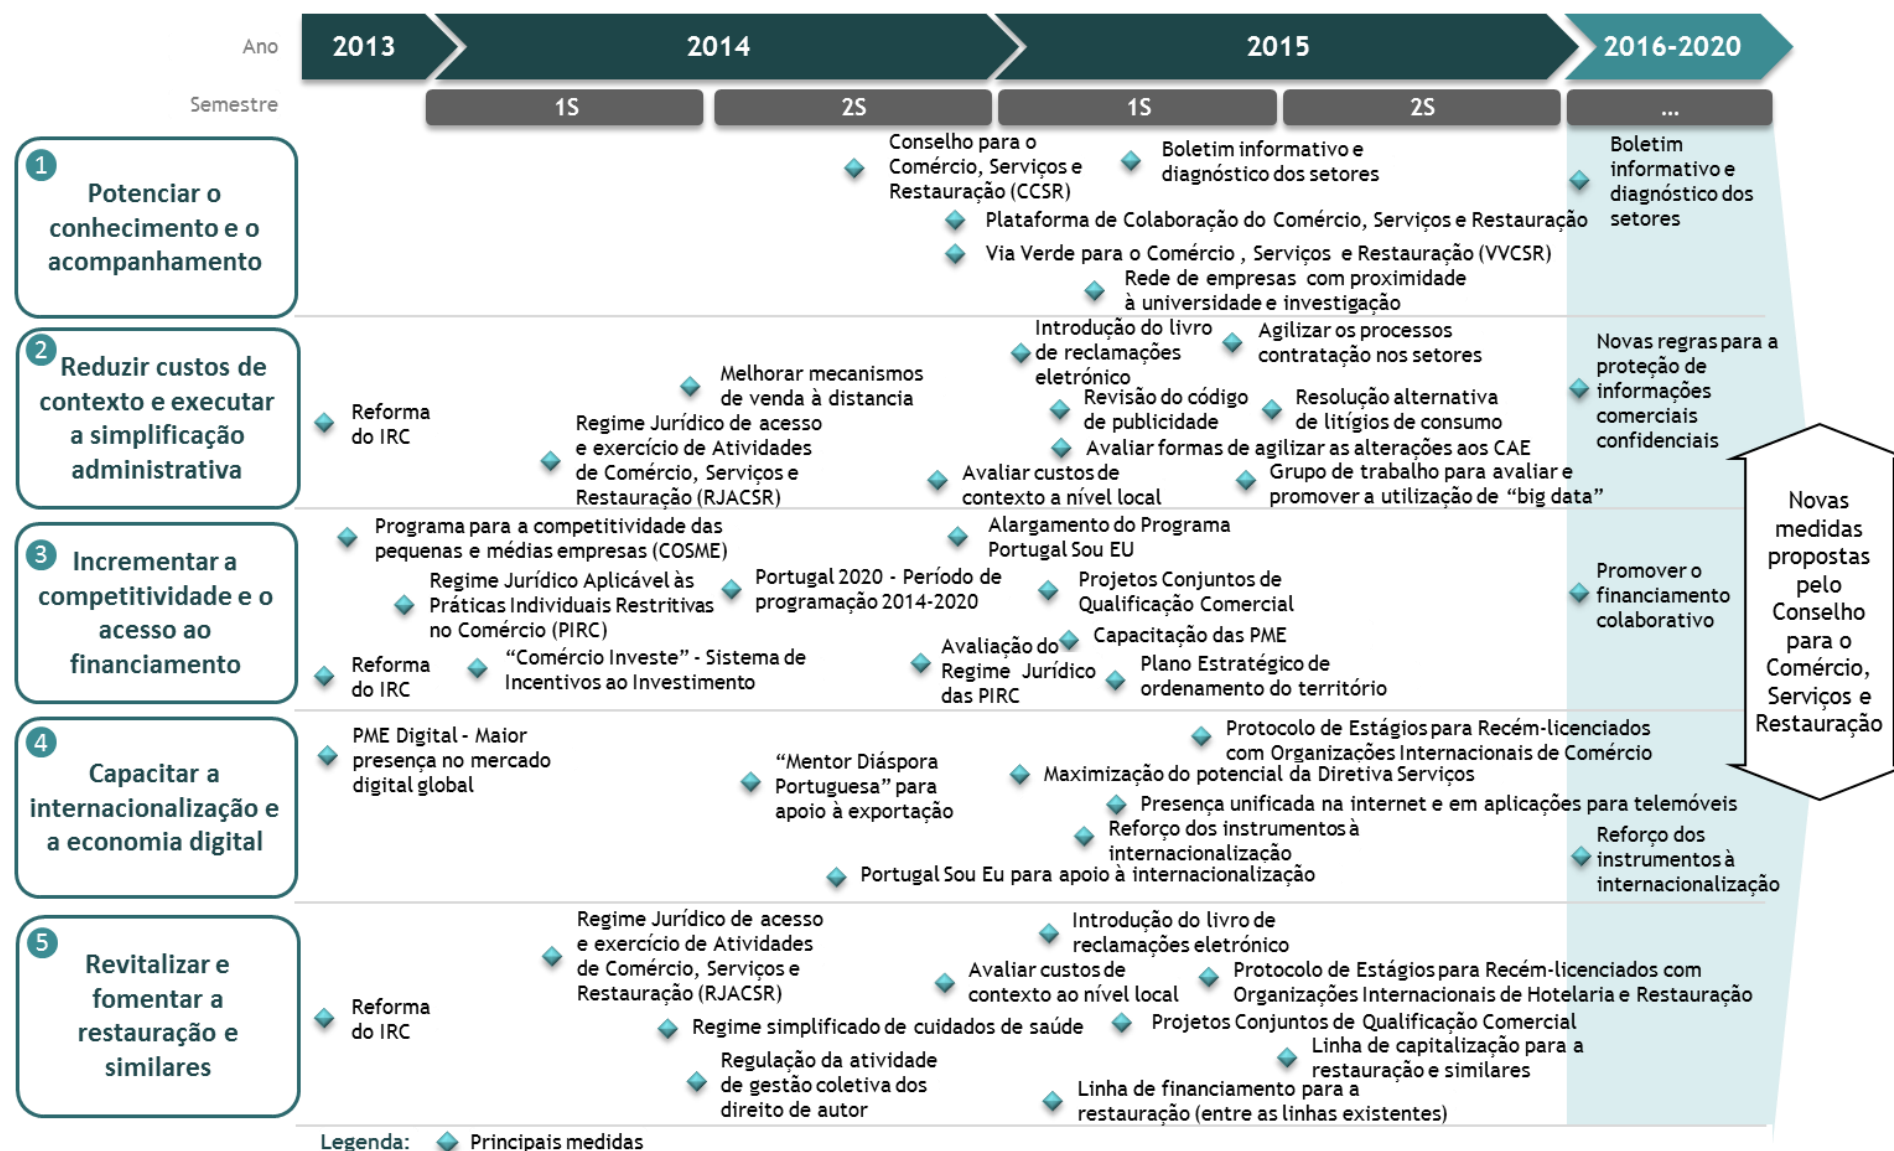 Ano
2013
2014
2015
2016-2020
Semestre
1S
2S
1S
2S
...
1
Potenciar o
conhecimento e o
acompanhamento
Conselho para o
Comércio, Serviços e
Restauração (CCSR)
Boletim informativo e
diagnóstico dos setores
Boletim
informativo e
diagnóstico dos
setores
Plataforma de Colaboração do Comércio, Serviços e Restauração
Via Verde para o Comércio , Serviços e Restauração (VVCSR)
Rede de empresas com proximidade
à universidade e investigação
2
Reduzir custos de
contexto e executar
a simplificação
administrativa
Reforma
do IRC
Melhorar mecanismos
de venda à distancia
Regime Jurídico de acesso
e exercício de Atividades
de Comércio, Serviços e
Restauração (RJACSR)
Introdução do livro
de reclamações
eletrónico
Agilizar os processos
contratação nos setores
Revisão do código
de publicidade
Resolução alternativa
de litígios de consumo
Avaliar formas de agilizar as alterações aos CAE
Avaliar custos de
contexto a nível local
Grupo de trabalho para avaliar e
promover a utilização de “big data”
Novas regras para a
proteção de
informações
comerciais
confidenciais
3
Incrementar a
competitividade e o
acesso ao
financiamento
Programa para a competitividade das
pequenas e médias empresas (COSME)
Regime Jurídico Aplicável às
Práticas Individuais Restritivas
no Comércio (PIRC)
Reforma
do IRC
“Comércio Investe” - Sistema de
Incentivos ao Investimento
Portugal 2020 - Período de
programação 2014-2020
Alargamento do Programa
Portugal Sou EU
Projetos Conjuntos de
Qualificação Comercial
Avaliação do
Regime Jurídico
das PIRC
Capacitação das PME
Plano Estratégico de
ordenamento do território
Promover o
financiamento
colaborativo
4
Capacitar a
internacionalização e
a economia digital
PME Digital - Maior
presença no mercado
digital global
“Mentor Diáspora
Portuguesa” para
apoio à exportação
Protocolo de Estágios para Recém-licenciados
com Organizações Internacionais de Comércio
Maximização do potencial da Diretiva Serviços
Presença unificada na internet e em aplicações para telemóveis
Reforço dos instrumentos à
internacionalização
Portugal Sou Eu para apoio à internacionalização
Reforço dos
instrumentos à
internacionalização
5
Revitalizar e
fomentar a
restauração e
similares
Reforma
do IRC
Regime Jurídico de acesso
e exercício de Atividades
de Comércio, Serviços e
Restauração (RJACSR)
Regime simplificado de cuidados de saúde
Regulação da atividade
de gestão coletiva dos
direito de autor
Introdução do livro de
reclamações eletrónico
Avaliar custos de
contexto ao nível local
Protocolo de Estágios para Recém-licenciados com
Organizações Internacionais de Hotelaria e Restauração
Projetos Conjuntos de Qualificação Comercial
Linha de capitalização para a
restauração e similares
Linha de financiamento para a
restauração (entre as linhas existentes)
Novas
medidas
propostas
pelo
Conselho
para o
Comércio,
Serviços e
Restauração
Legenda:
Principais medidas